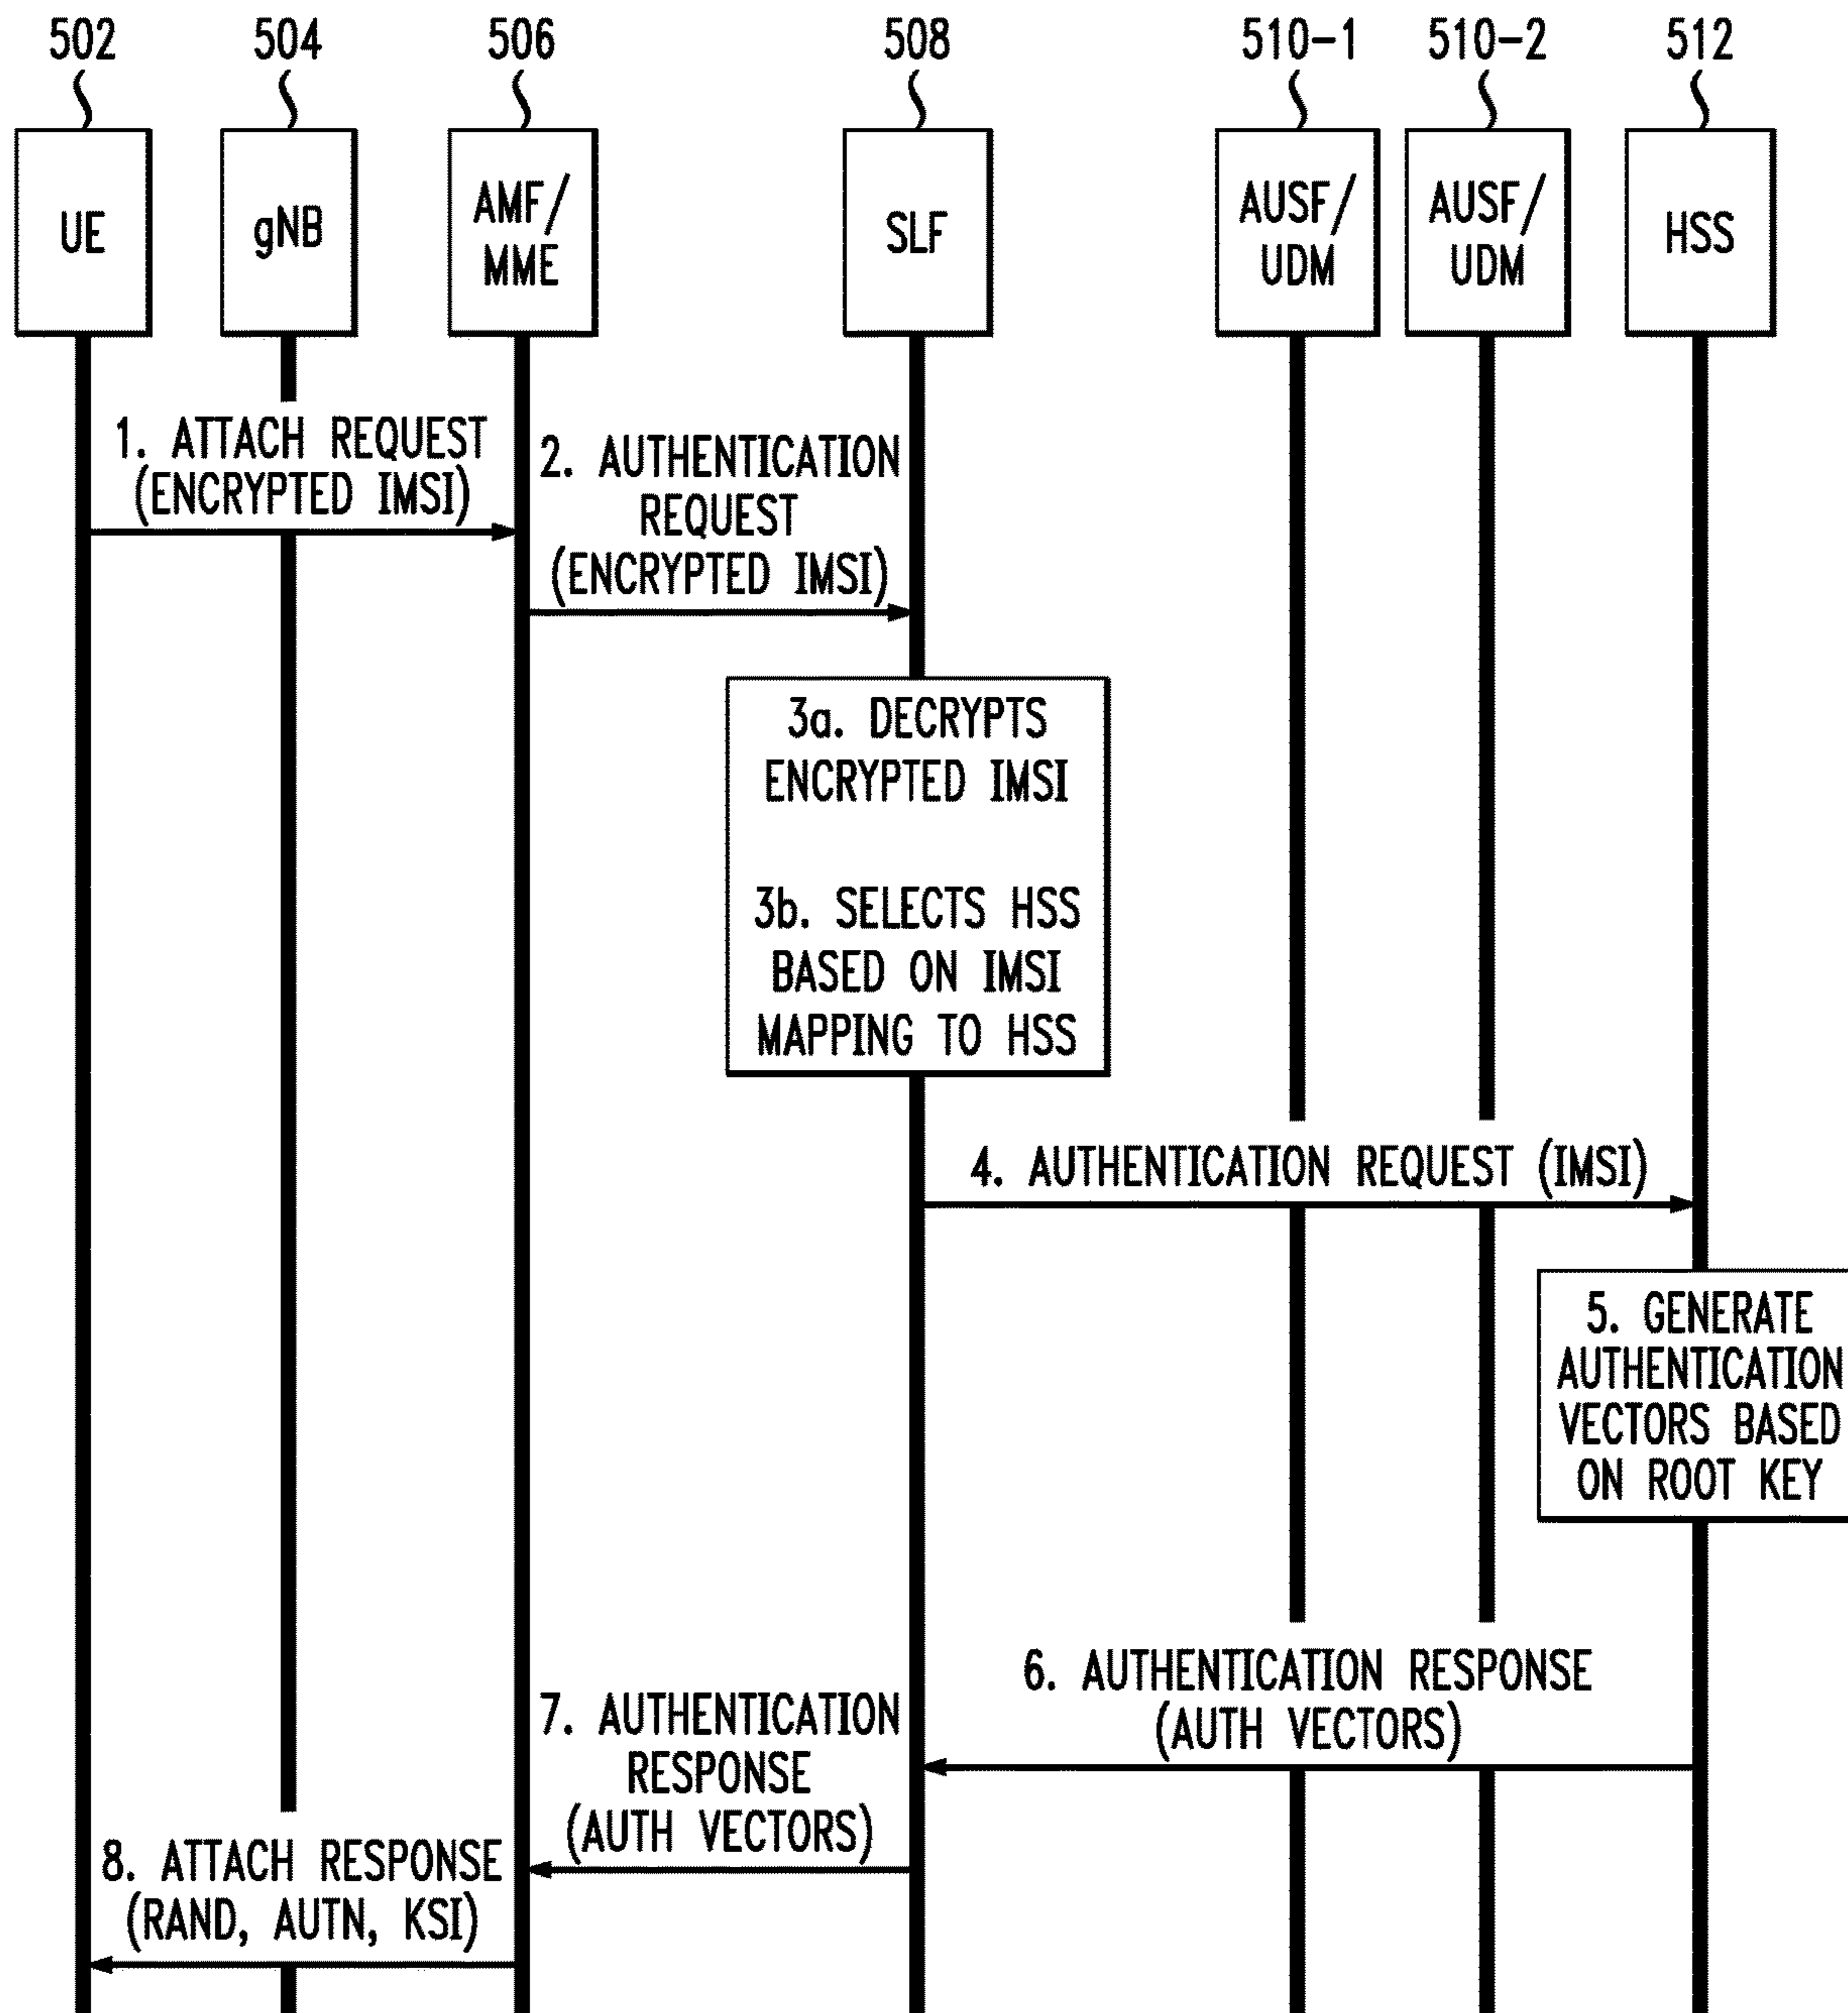 502
504
506
508
510-1
510-2
512
UE
gNB
AMF/
MME
SLF
AUSF/
UDM
AUSF/
UDM
HSS
1. ATTACH REQUEST
(ENCRYPTED IMSI)
2. AUTHENTICATION
REQUEST
(ENCRYPTED IMSI)
3a. DECRYPTS
ENCRYPTED IMSI
3b. SELECTS HSS
BASED ON IMSI
MAPPING TO HSS
4. AUTHENTICATION REQUEST (IMSI)
5. GENERATE
AUTHENTICATION
VECTORS BASED
ON ROOT KEY
6. AUTHENTICATION RESPONSE
(AUTH VECTORS)
7. AUTHENTICATION
RESPONSE
(AUTH VECTORS)
8. ATTACH RESPONSE
(RAND, AUTN, KSI)